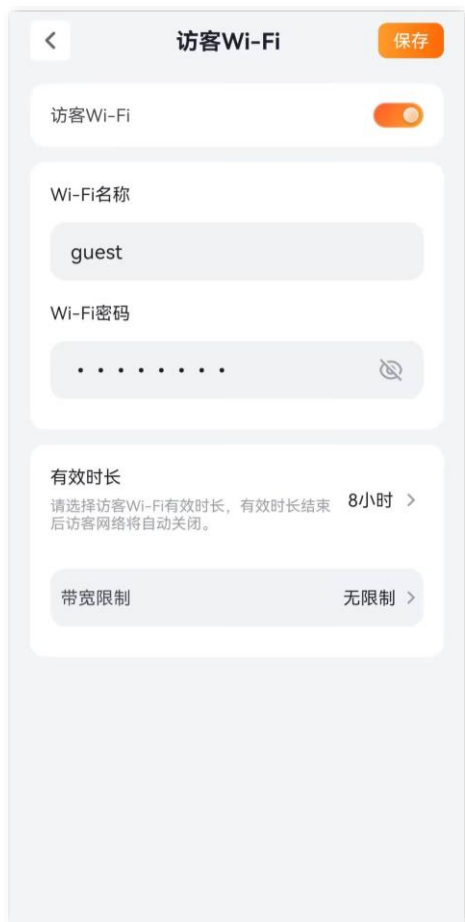 访客Wi-Fi
保存
访客Wi-Fi
Wi-Fi名称
guest
Wi-Fi密码
• • • • • • • •
有效时长
请选择访客Wi-Fi有效时长，有效时长结束
后访客网络将自动关闭。
8小时
带宽限制
无限制